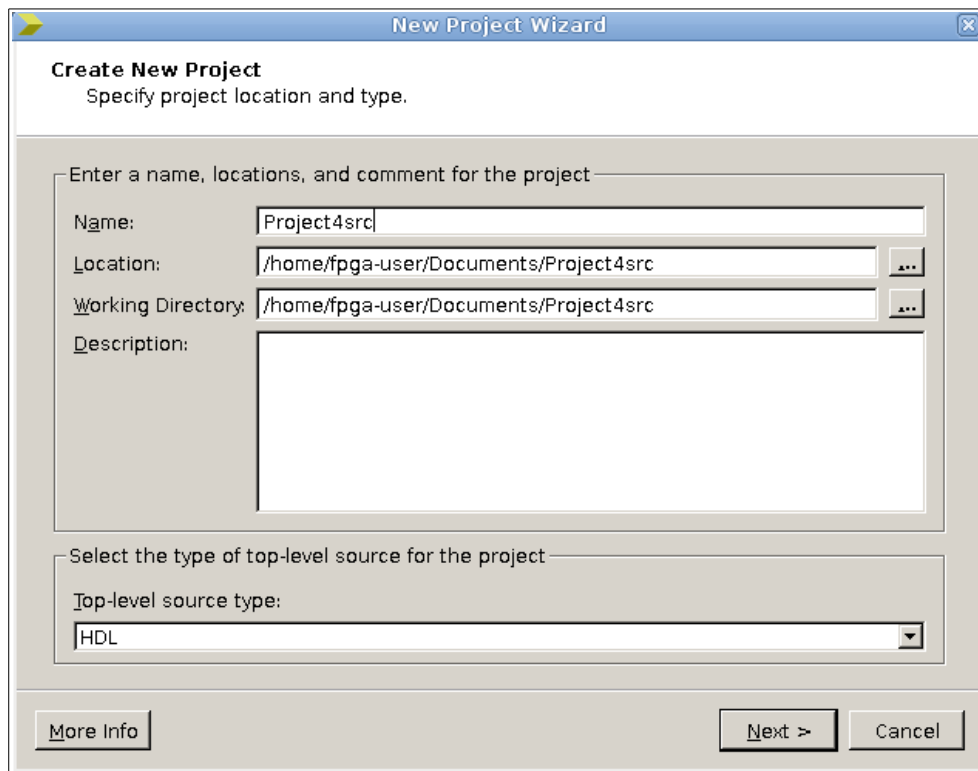 New Project Wizard
Create New Project
Specify project location and type.
Enter a name, locations, and comment for the project
Name: Project4src
Location: /home/fpga-user/Documents/Project4src ...
Working Directory: /home/fpga-user/Documents/Project4src ...
Description:
Select the type of top-level source for the project
Top-level source type:
HDL
More Info Next > Cancel